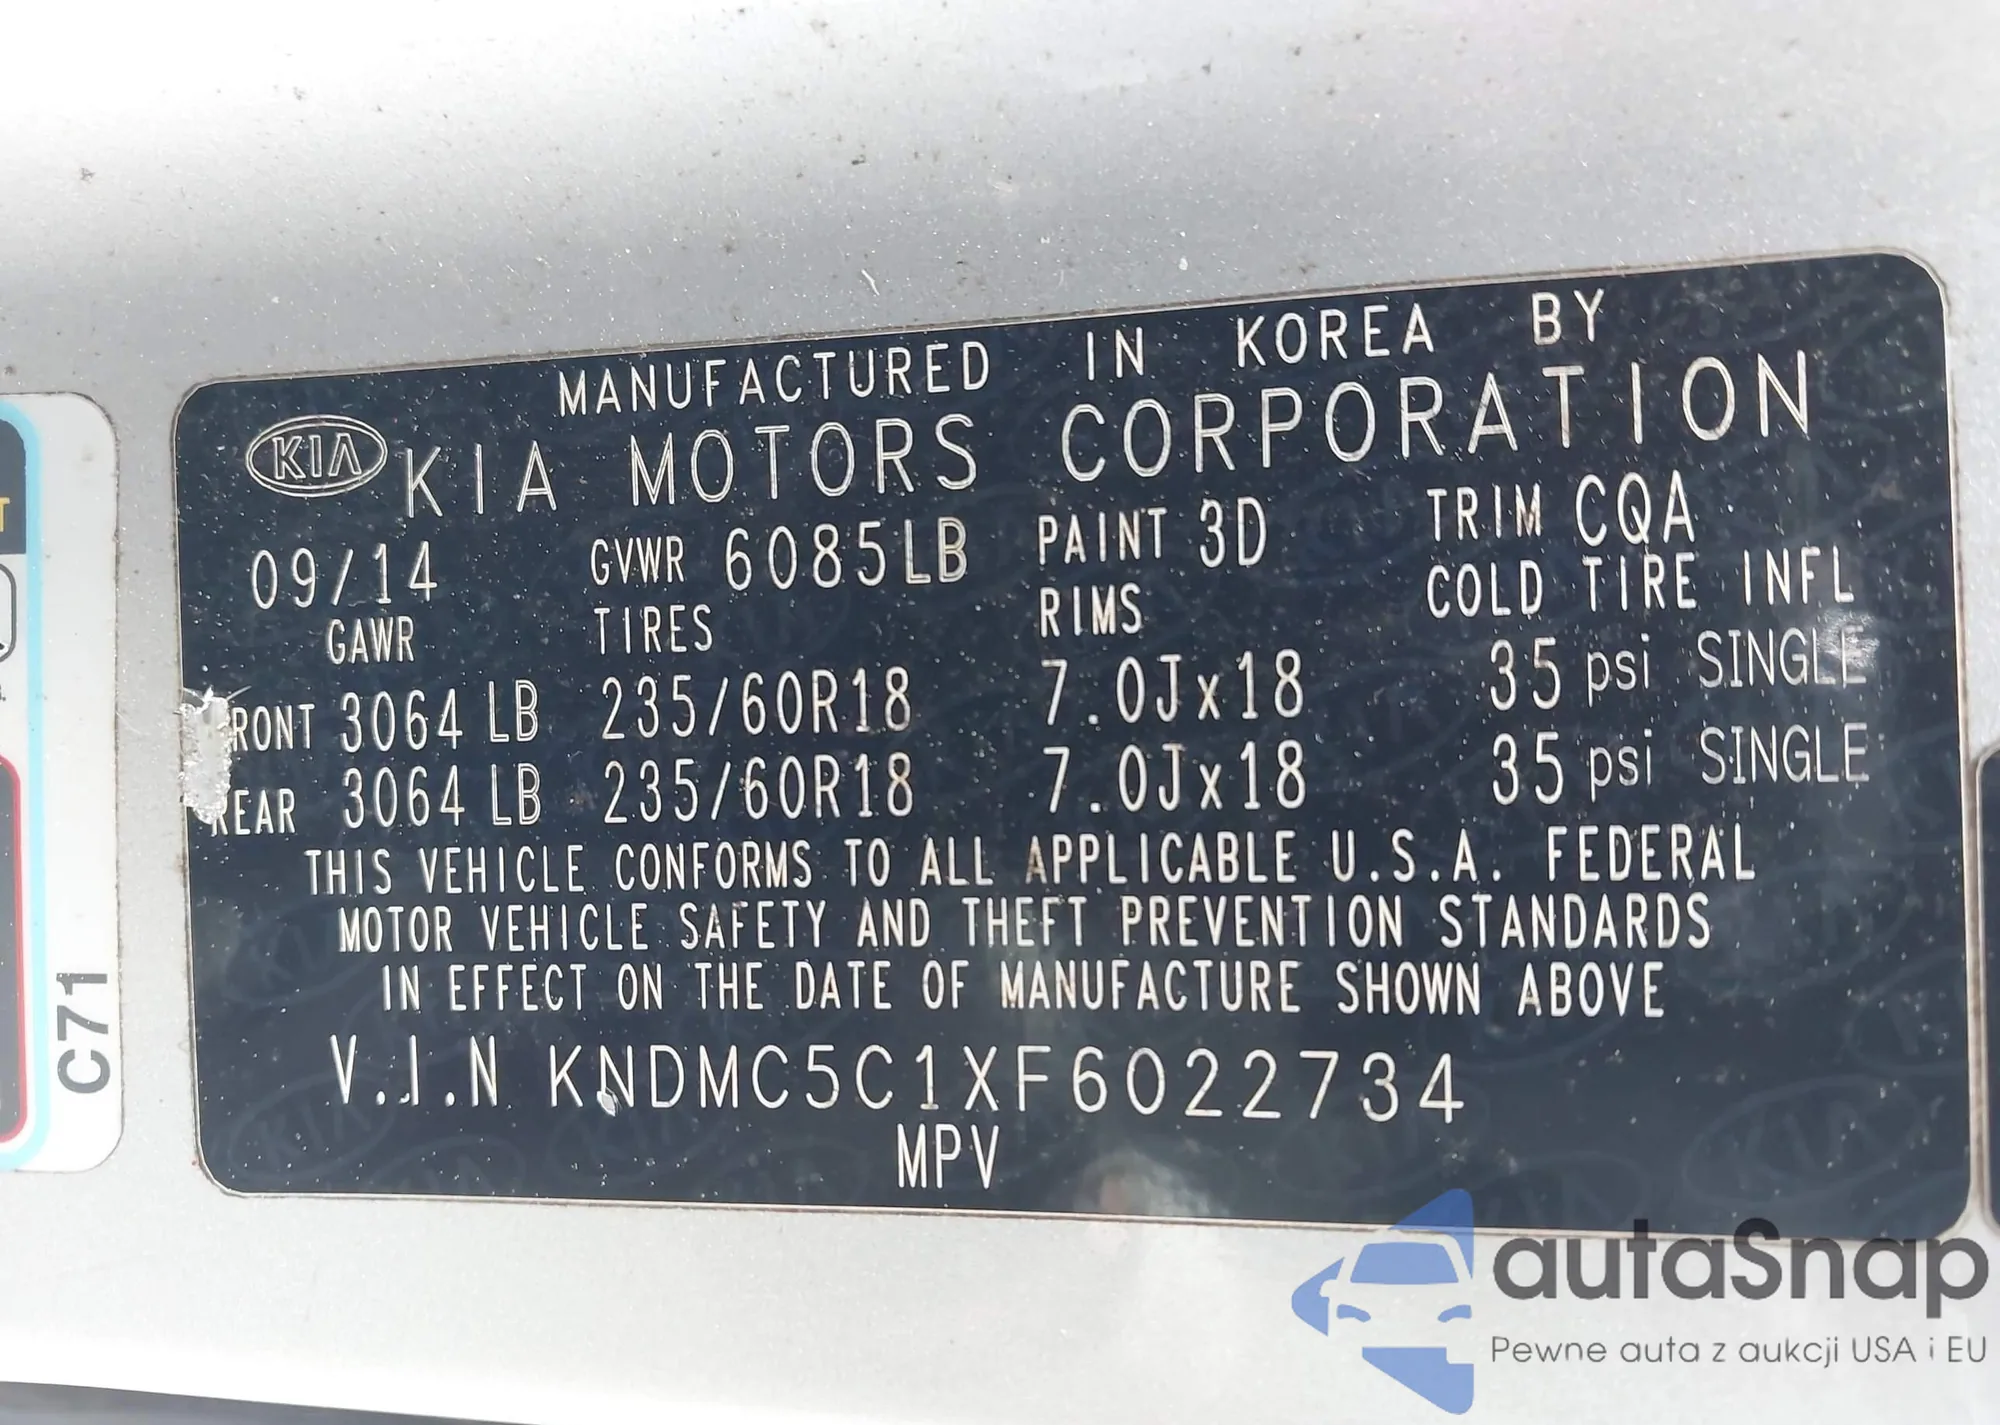 MANUFACTURED IN KOREA BY
KIA KIA MOTORS CORPORATION
09/14 GVWR 6085LB PAINT 3D TRIM CQA
GAWR TIRES RIMS COLD TIRE INFL
RONT 3064 LB 235/60R18 7.0Jx18 35 psi SINGLE
REAR 3064 LB 235/60R18 7.0Jx18 35 psi SINGLE
THIS VEHICLE CONFORMS TO ALL APPLICABLE U.S.A. FEDERAL
MOTOR VEHICLE SAFETY AND THEFT PREVENTION STANDARDS
IN EFFECT ON THE DATE OF MANUFACTURE SHOWN ABOVE
V.I.N KNDMC5C1XF6022734
MPV
C71
autaSnap
Pewne auta z aukcji USA i EU